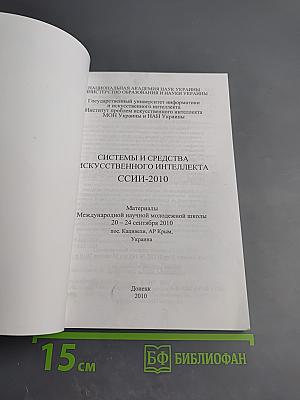 НАЦИОНАЛЬНАЯ АКАДЕМИЯ НАУК УКРАИНЫ
МИНИСТЕРСТВО ОБРАЗОВАНИЯ И НАУКИ УКРАИНЫ
Государственный университет информатики
и искусственного интеллекта
Институт проблем искусственного интеллекта
МОН Украины и НАН Украины
СИСТЕМЫ И СРЕДСТВА
ИСКУССТВЕННОГО ИНТЕЛЛЕКТА
ССИИ-2010
Материалы
Международной научной молодежной школы
20 – 24 сентября 2010
пос. Кацивели, АР Крым,
Украина
Донецк
2010
15 см
БФ БИБЛИОФАН